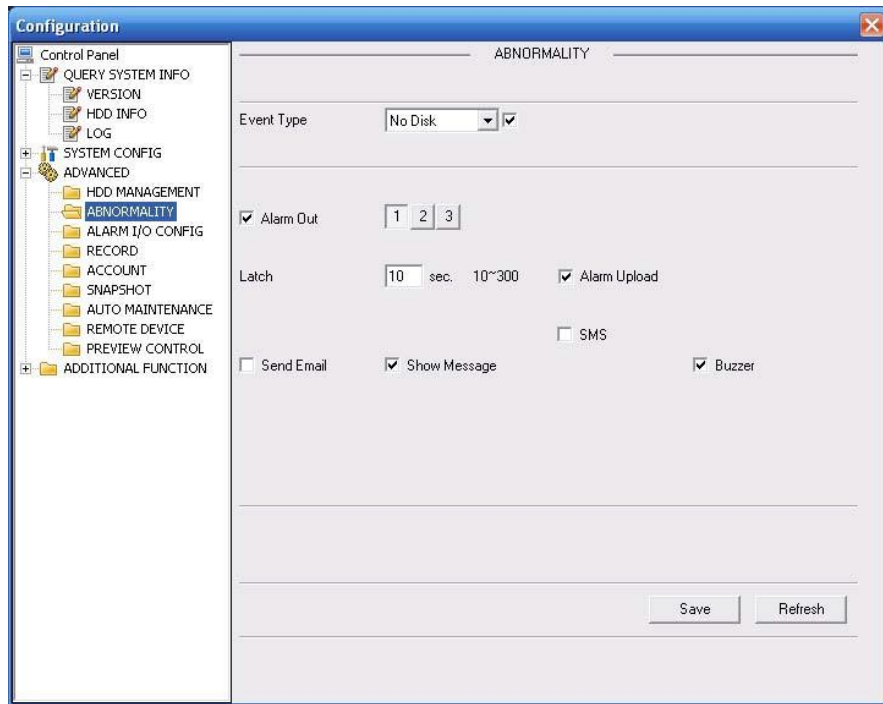 Configuration
Control Panel
QUERY SYSTEM INFO
VERSION
HDD INFO
LOG
SYSTEM CONFIG
ADVANCED
HDD MANAGEMENT
ABNORMALITY
ALARM I/O CONFIG
RECORD
ACCOUNT
SNAPSHOT
AUTO MAINTENANCE
REMOTE DEVICE
PREVIEW CONTROL
ADDITIONAL FUNCTION
ABNORMALITY
Event Type No Disk
Alarm Out 1 2 3
Latch 10 sec. 10~300 Alarm Upload
SMS
Send Email Show Message Buzzer
Save Refresh